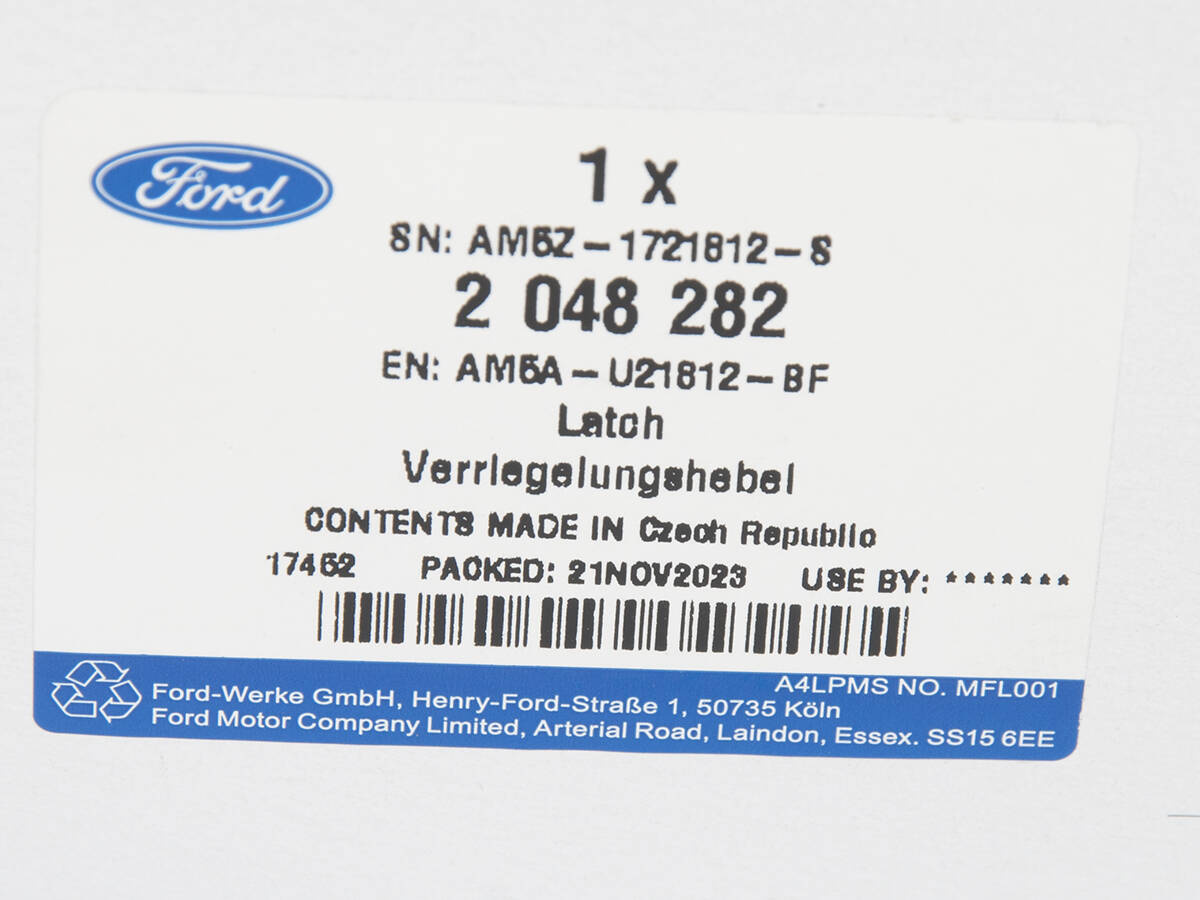 Ford
1 x
SN: AM5Z-1721812-S
2 048 282
EN: AM5A-U21812-BF
Latch
Verriegelungshebel
CONTENTS MADE IN Czech Republic
17452 PACKED: 21NOV2023 USE BY: *******
A4LPMS NO. MFL001
Ford-Werke GmbH, Henry-Ford-Straße 1, 50735 Köln
Ford Motor Company Limited, Arterial Road, Laindon, Essex. SS15 6EE